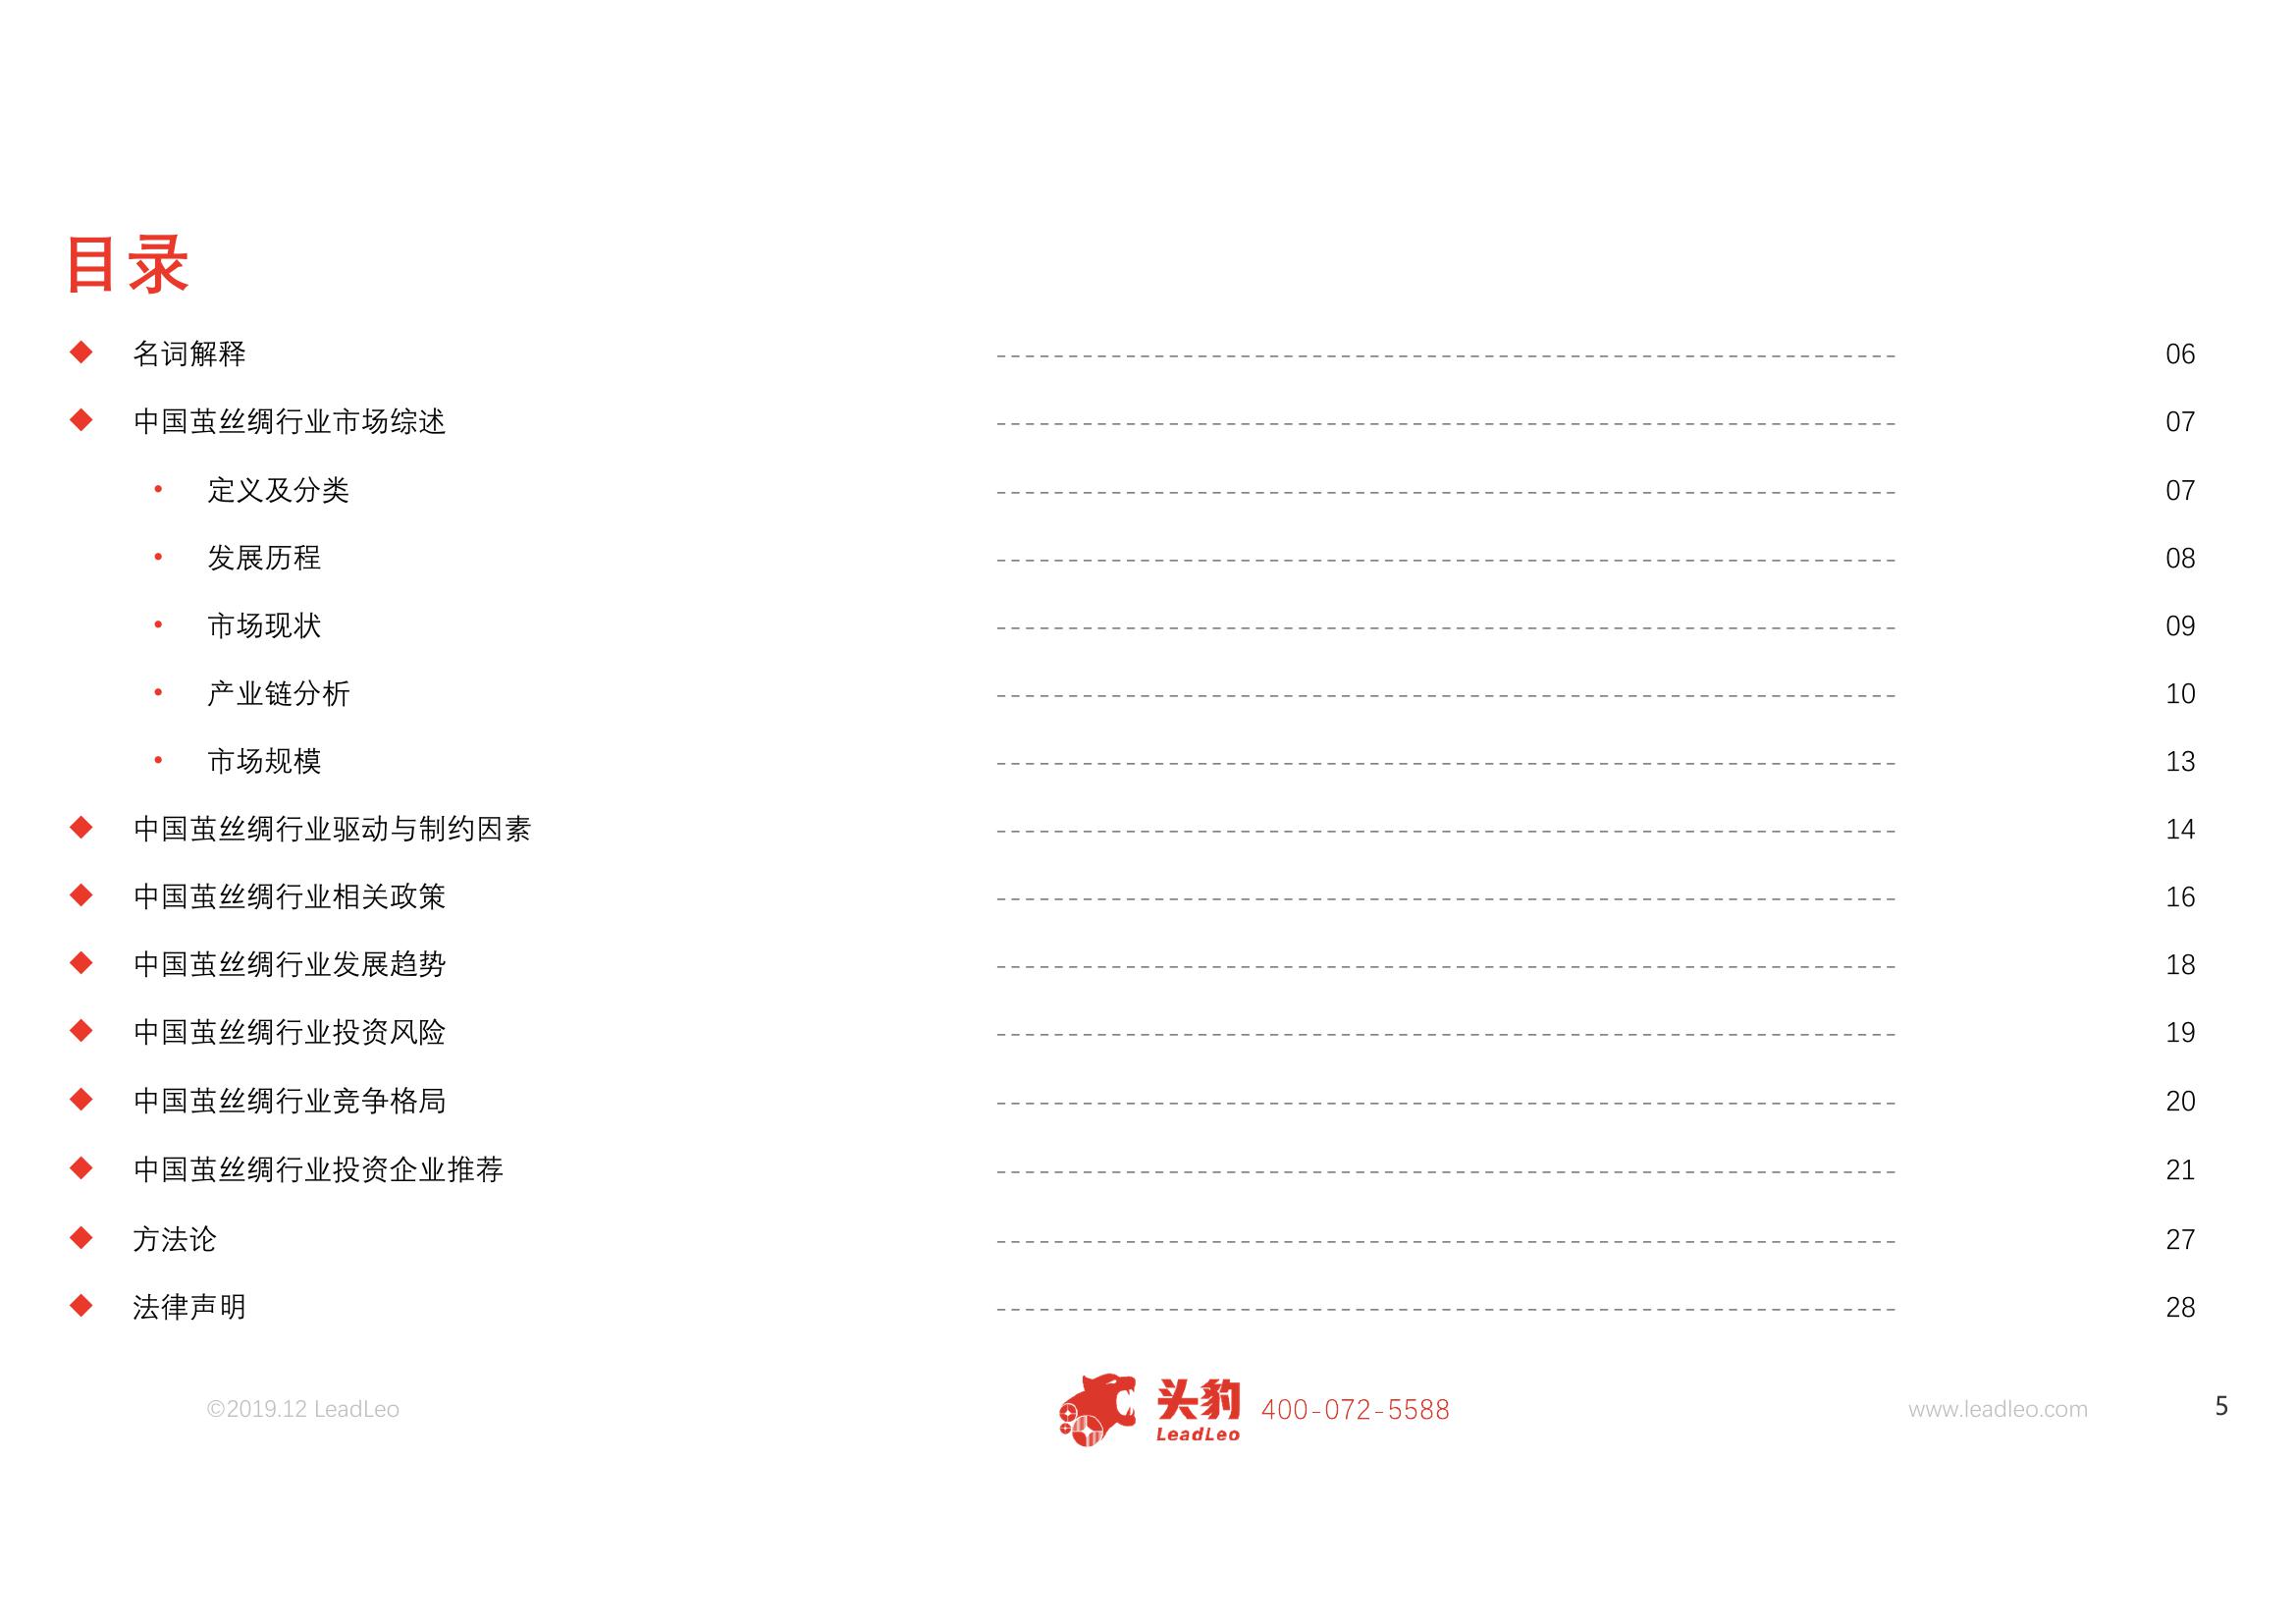 目录
◆ 名词解释 ---------------------------------------------------------------- 06
◆ 中国茧丝绸行业市场综述 ---------------------------------------------------------------- 07
• 定义及分类 ---------------------------------------------------------------- 07
• 发展历程 ---------------------------------------------------------------- 08
• 市场现状 ---------------------------------------------------------------- 09
• 产业链分析 ---------------------------------------------------------------- 10
• 市场规模 ---------------------------------------------------------------- 13
◆ 中国茧丝绸行业驱动与制约因素 ---------------------------------------------------------------- 14
◆ 中国茧丝绸行业相关政策 ---------------------------------------------------------------- 16
◆ 中国茧丝绸行业发展趋势 ---------------------------------------------------------------- 18
◆ 中国茧丝绸行业投资风险 ---------------------------------------------------------------- 19
◆ 中国茧丝绸行业竞争格局 ---------------------------------------------------------------- 20
◆ 中国茧丝绸行业投资企业推荐 ---------------------------------------------------------------- 21
◆ 方法论 ---------------------------------------------------------------- 27
◆ 法律声明 ---------------------------------------------------------------- 28
©2019.12 LeadLeo
头豹
LeadLeo
400-072-5588
www.leadleo.com
5